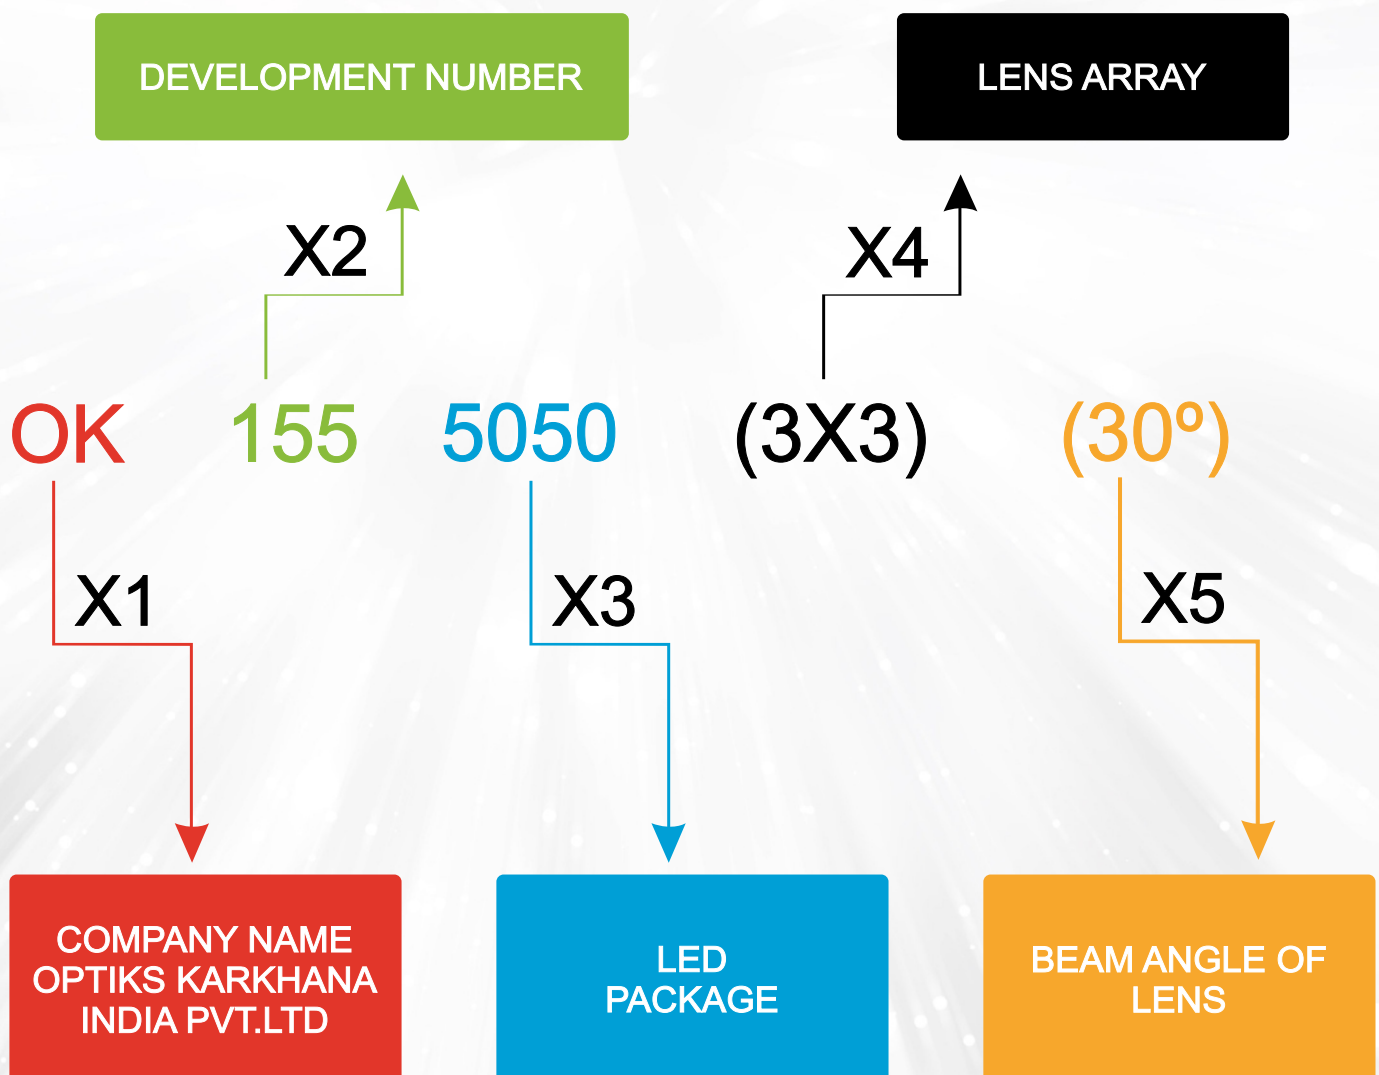 DEVELOPMENT NUMBER
LENS ARRAY
X2
X4
OK 155 5050 (3X3) (30º)
X1
X3
X5
COMPANY NAME
OPTIKS KARKHANA
INDIA PVT.LTD
LED
PACKAGE
BEAM ANGLE OF
LENS